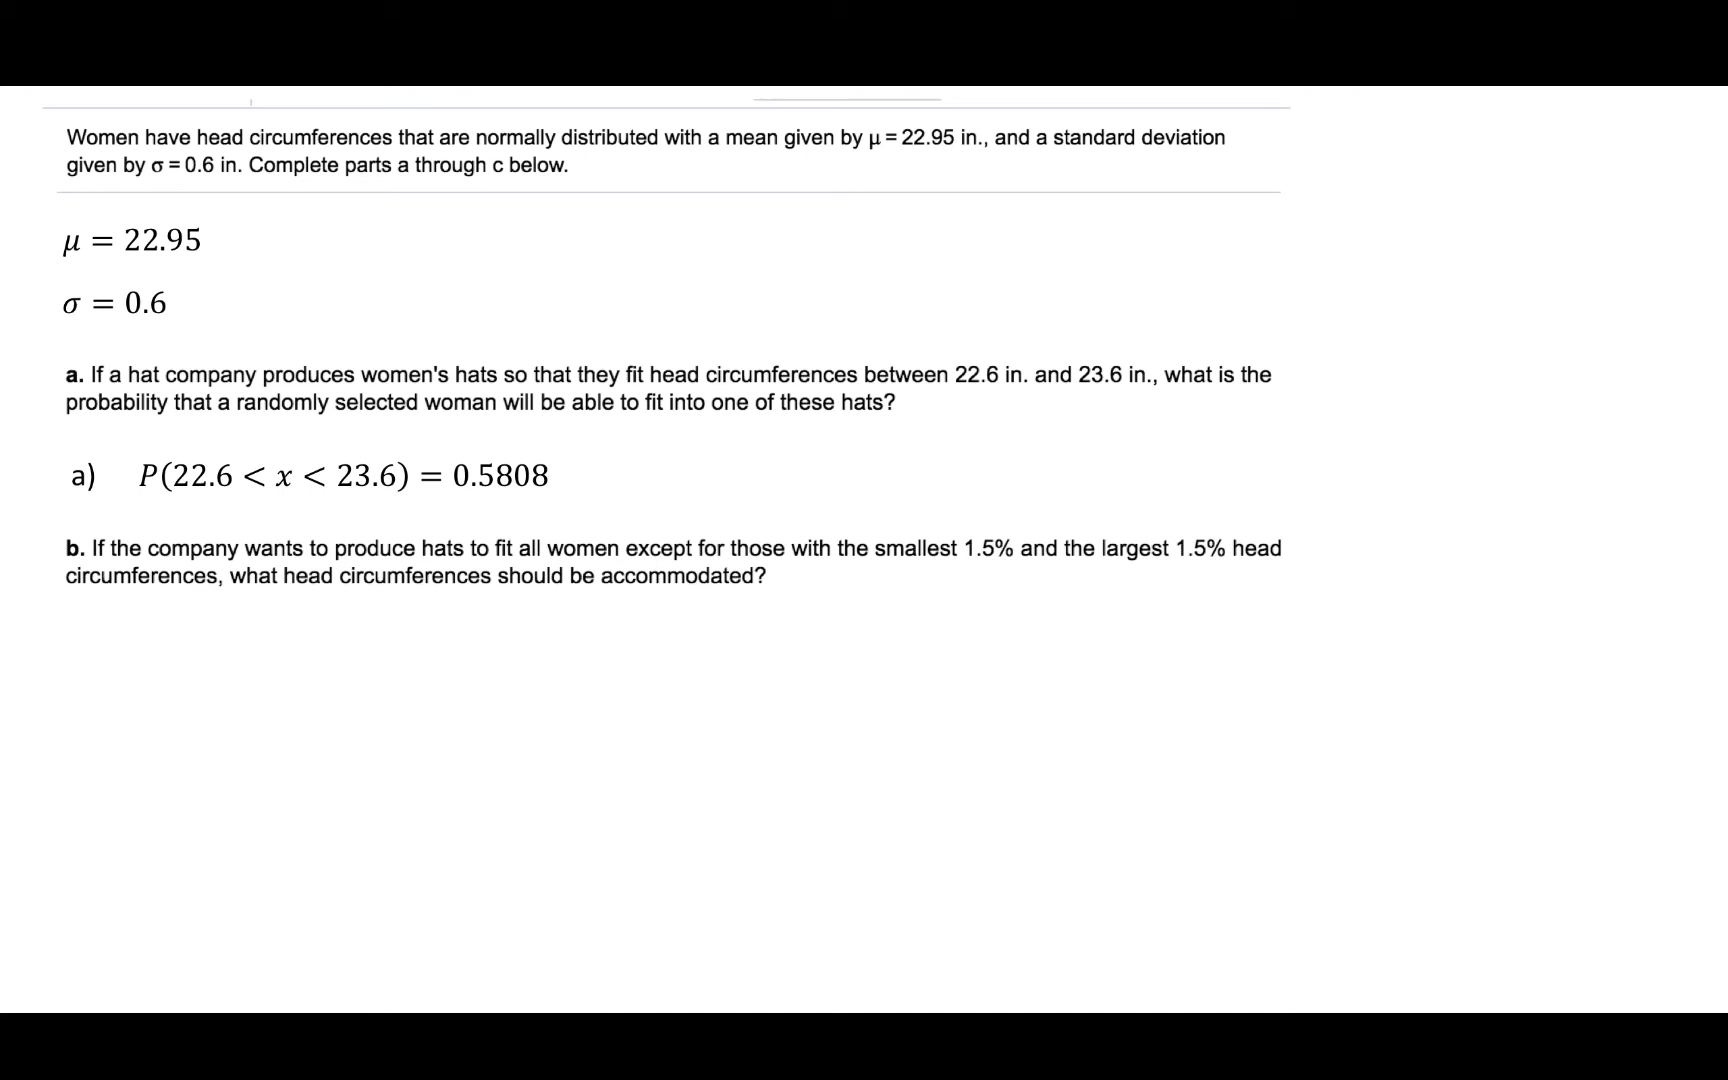 Women have head circumferences that are normally distributed with a mean given by μ = 22.95 in., and a standard deviation
given by σ = 0.6 in. Complete parts a through c below.
μ = 22.95
σ = 0.6
a. If a hat company produces women's hats so that they fit head circumferences between 22.6 in. and 23.6 in., what is the
probability that a randomly selected woman will be able to fit into one of these hats?
a) P(22.6 < x < 23.6) = 0.5808
b. If the company wants to produce hats to fit all women except for those with the smallest 1.5% and the largest 1.5% head
circumferences, what head circumferences should be accommodated?